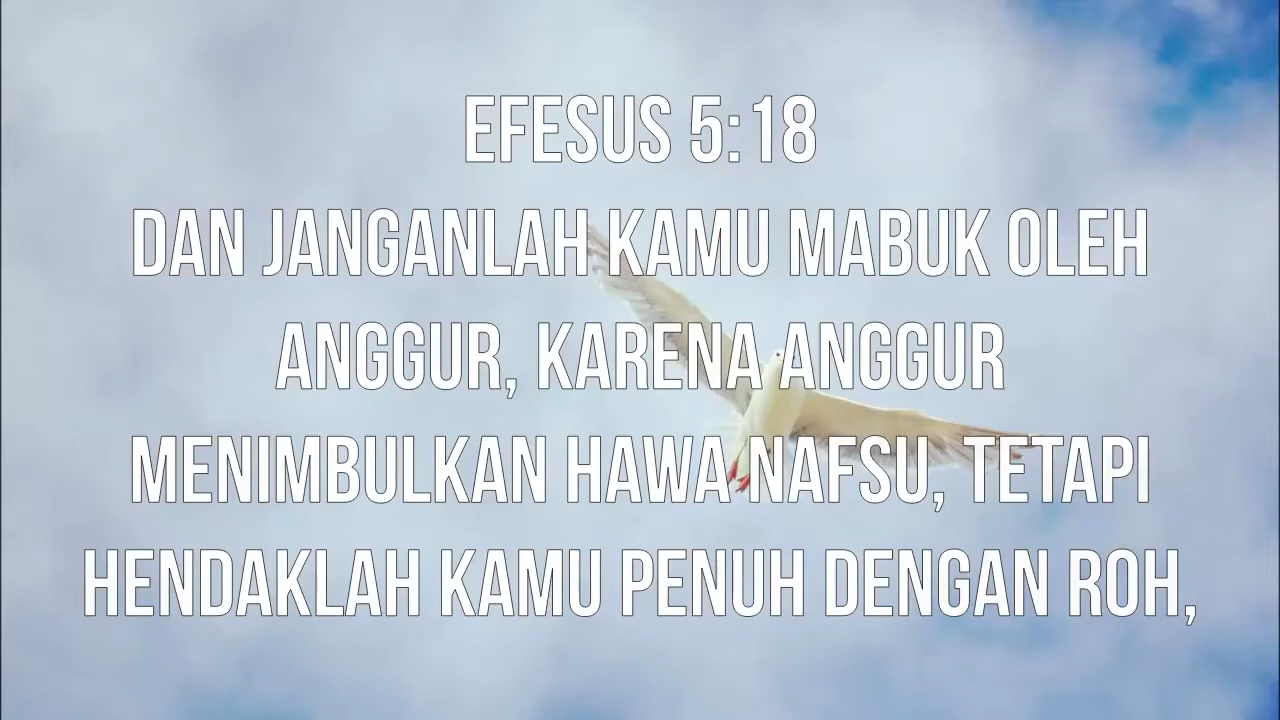 EFESUS 5:18
DAN JANGANLAH KAMU MABUK OLEH
ANGGUR, KARENA ANGGUR
MENIMBULKAN HAWA NAFSU, TETAPI
HENDAKLAH KAMU PENUH DENGAN ROH,